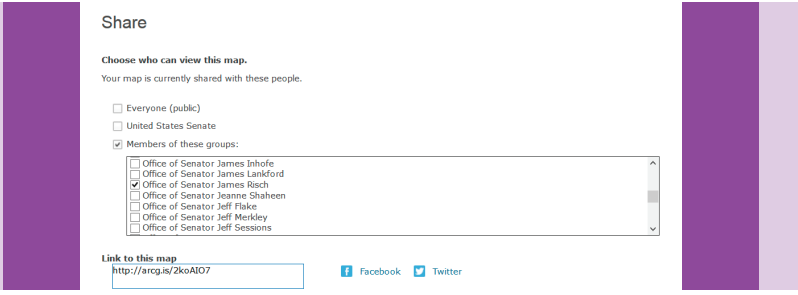 Share
Choose who can view this map.
Your map is currently shared with these people.
Everyone (public)
United States Senate
Members of these groups:
Office of Senator James Inhofe
Office of Senator James Lankford
Office of Senator James Risch
Office of Senator Jeanne Shaheen
Office of Senator Jeff Flake
Office of Senator Jeff Merkley
Office of Senator Jeff Sessions
Link to this map
http://arcg.is/2koAIO7 Facebook Twitter